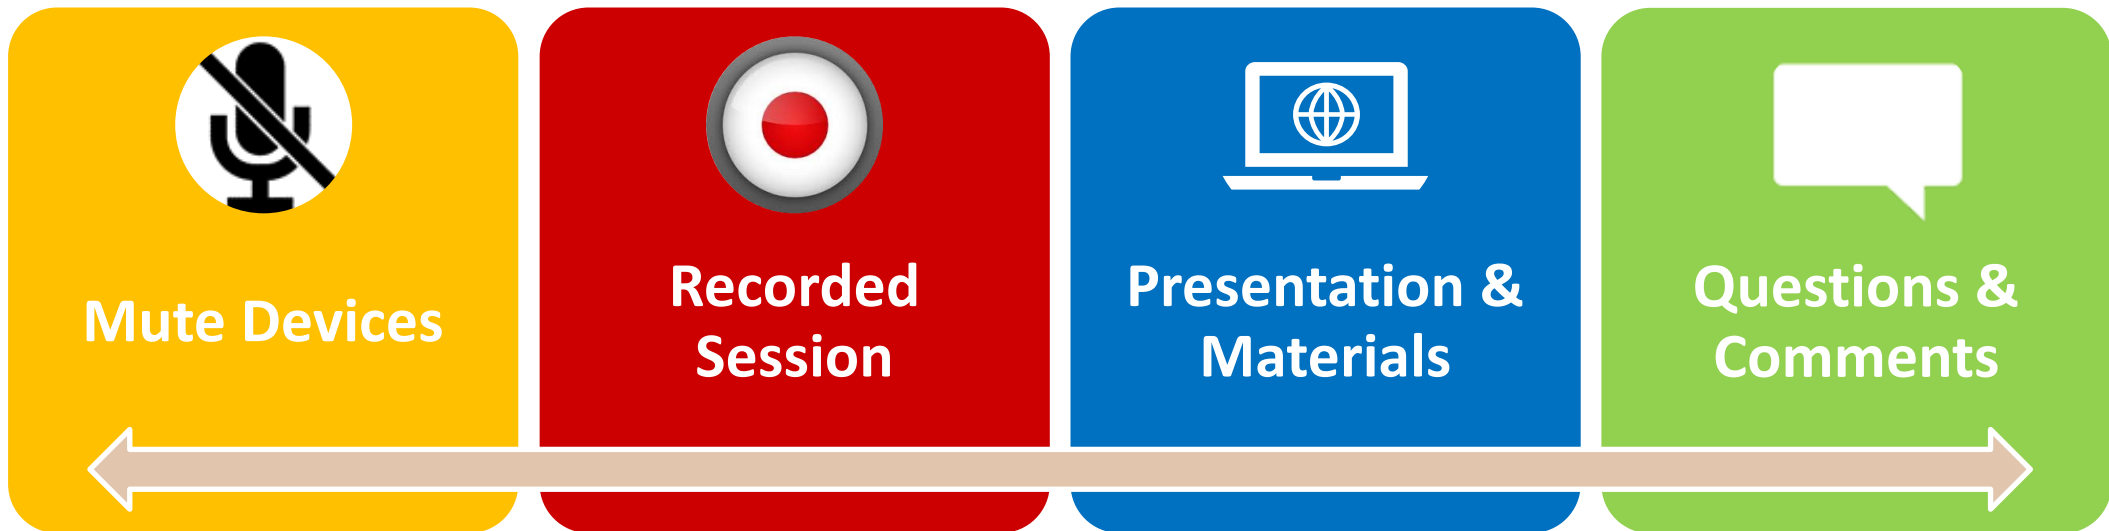 Mute Devices
Recorded
Session
Presentation &
Materials
Questions &
Comments